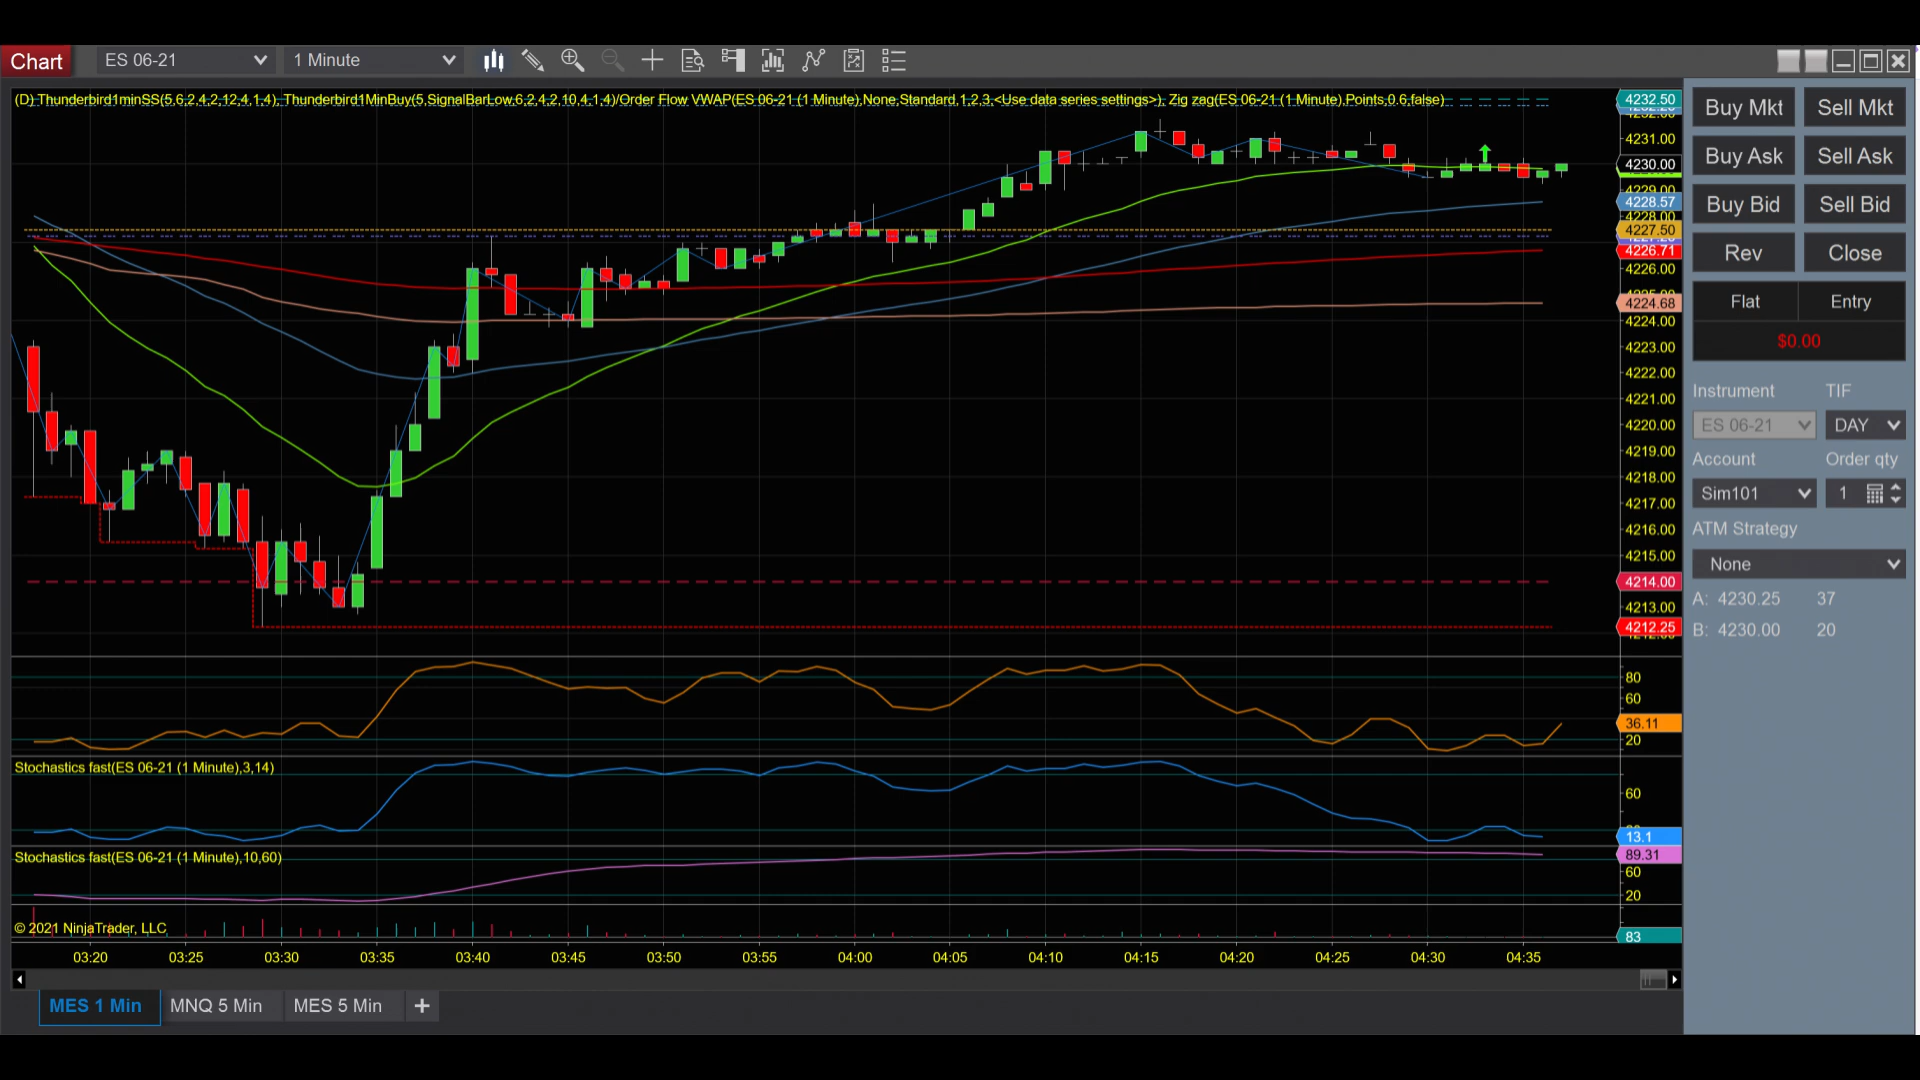 Chart ES 06-21 1 Minute
(D) Thunderbird1minSS(5,6,2,4,2,12,4,1,4), Thunderbird1MinBuy(5,SignalBarLow,6,2,4,2,10,4,1,4)/Order Flow VWAP(ES 06-21 (1 Minute),None,Standard,1,2,3,<Use data series settings>), Zig zag(ES 06-21 (1 Minute),Points,0.6,false)
4232.50
4231.00
4230.00
4229.00
4228.57
4228.00
4227.50
4226.71
4226.00
4224.68
4224.00
4223.00
4222.00
4221.00
4220.00
4219.00
4218.00
4217.00
4216.00
4215.00
4214.00
4213.00
4212.25
80
60
36.11
20
Stochastics fast(ES 06-21 (1 Minute),3,14)
60
13.1
Stochastics fast(ES 06-21 (1 Minute),10,60)
89.31
60
20
© 2021 NinjaTrader, LLC
83
03:20 03:25 03:30 03:35 03:40 03:45 03:50 03:55 04:00 04:05 04:10 04:15 04:20 04:25 04:30 04:35
MES 1 Min MNQ 5 Min MES 5 Min +
Buy Mkt Sell Mkt
Buy Ask Sell Ask
Buy Bid Sell Bid
Rev Close
Flat Entry
$0.00
Instrument TIF
ES 06-21 DAY
Account Order qty
Sim101 1
ATM Strategy
None
A: 4230.25 37
B: 4230.00 20